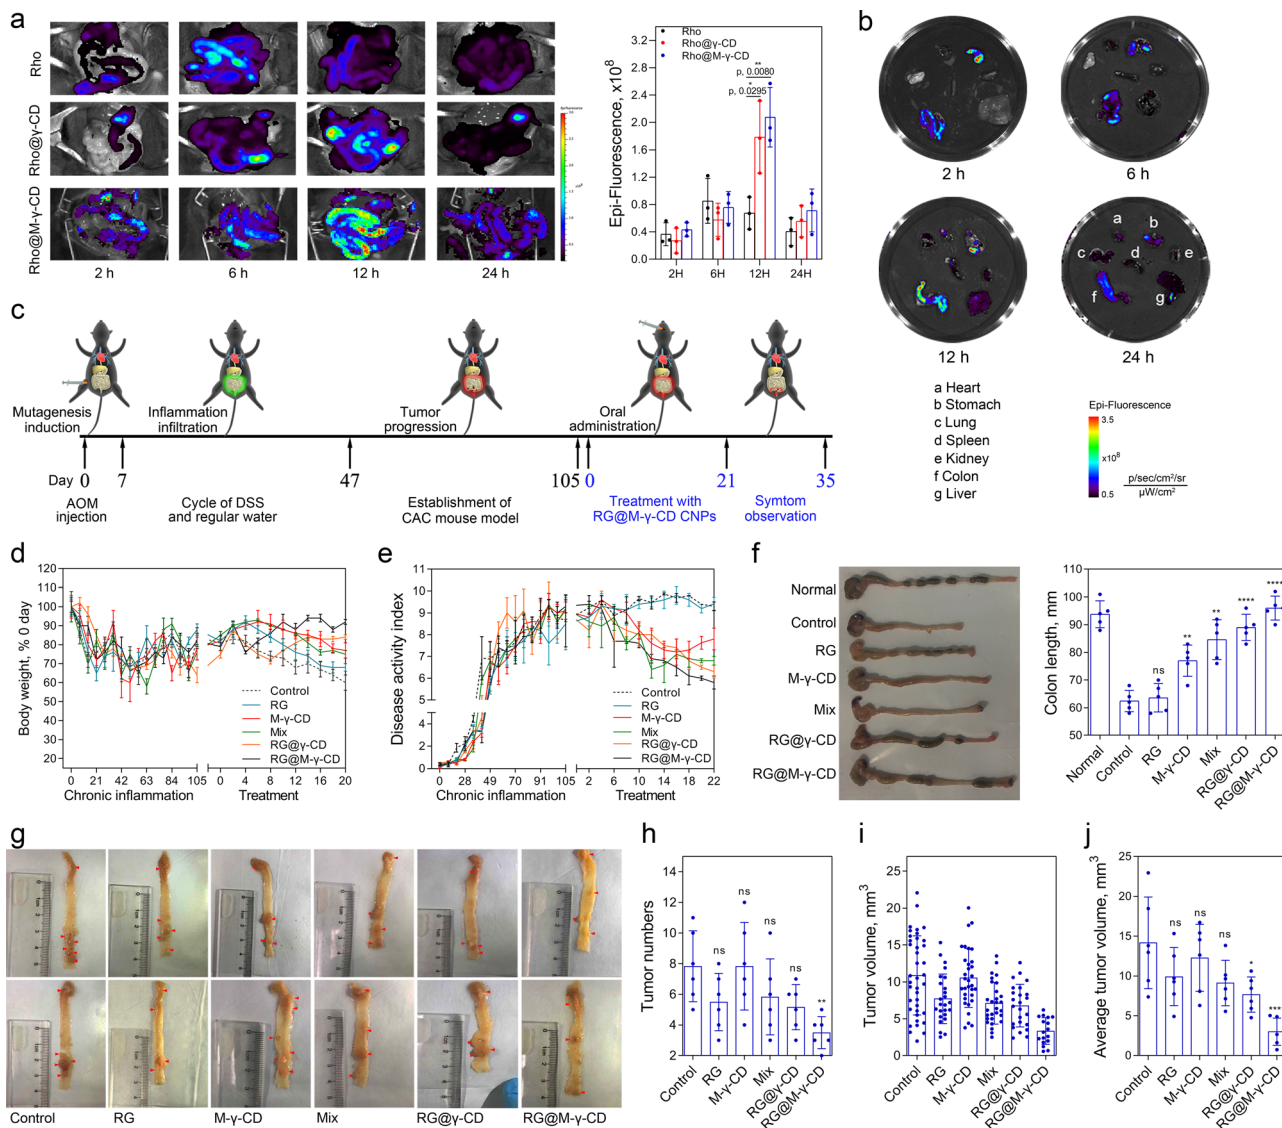 a
Rho
Rho@γ-CD
Rho@M-γ-CD
2 h
6 h
12 h
24 h
Epifluorescence
Epi-Fluorescence, x10⁸
3.2
2.8
2.4
2.0
1.6
1.2
0.8
0.4
0.0
Rho
Rho@γ-CD
Rho@M-γ-CD
**
p, 0.0080
*
p, 0.0295
2H
6H
12H
24H
b
2 h
6 h
12 h
24 h
a
b
c
d
e
f
g
a Heart
b Stomach
c Lung
d Spleen
e Kidney
f Colon
g Liver
Epi-Fluorescence
3.5
x10⁸
0.5
p/sec/cm²/sr
μW/cm²
c
Mutagenesis
induction
Inflammation
infiltration
Tumor
progression
Oral
administration
Day
0
7
47
105
0
21
35
AOM
injection
Cycle of DSS
and regular water
Establishment of
CAC mouse model
Treatment with
RG@M-γ-CD CNPs
Symtom
observation
d
Body weight, % 0 day
120
110
100
90
80
70
60
50
40
30
20
Control
RG
M-γ-CD
Mix
RG@γ-CD
RG@M-γ-CD
0 21 42 63 84 105
0 4 8 12 16 20
Chronic inflammation
Treatment
e
Disease activity index
11
10
9
8
7
6
5
2
1
0
Control
RG
M-γ-CD
Mix
RG@γ-CD
RG@M-γ-CD
0 28 49 70 91 105
2 6 10 14 18 22
Chronic inflammation
Treatment
f
Normal
Control
RG
M-γ-CD
Mix
RG@γ-CD
RG@M-γ-CD
Colon length, mm
110
100
90
80
70
60
50
ns
**
**
****
****
Normal
Control
RG
M-γ-CD
Mix
RG@γ-CD
RG@M-γ-CD
g
Control
RG
M-γ-CD
Mix
RG@γ-CD
RG@M-γ-CD
h
Tumor numbers
14
12
10
8
6
4
2
ns
ns
ns
ns
**
Control
RG
M-γ-CD
Mix
RG@γ-CD
RG@M-γ-CD
i
Tumor volume, mm³
25
20
15
10
5
0
Control
RG
M-γ-CD
Mix
RG@γ-CD
RG@M-γ-CD
j
Average tumor volume, mm³
25
20
15
10
5
0
ns
ns
ns
*
***
Control
RG
M-γ-CD
Mix
RG@γ-CD
RG@M-γ-CD